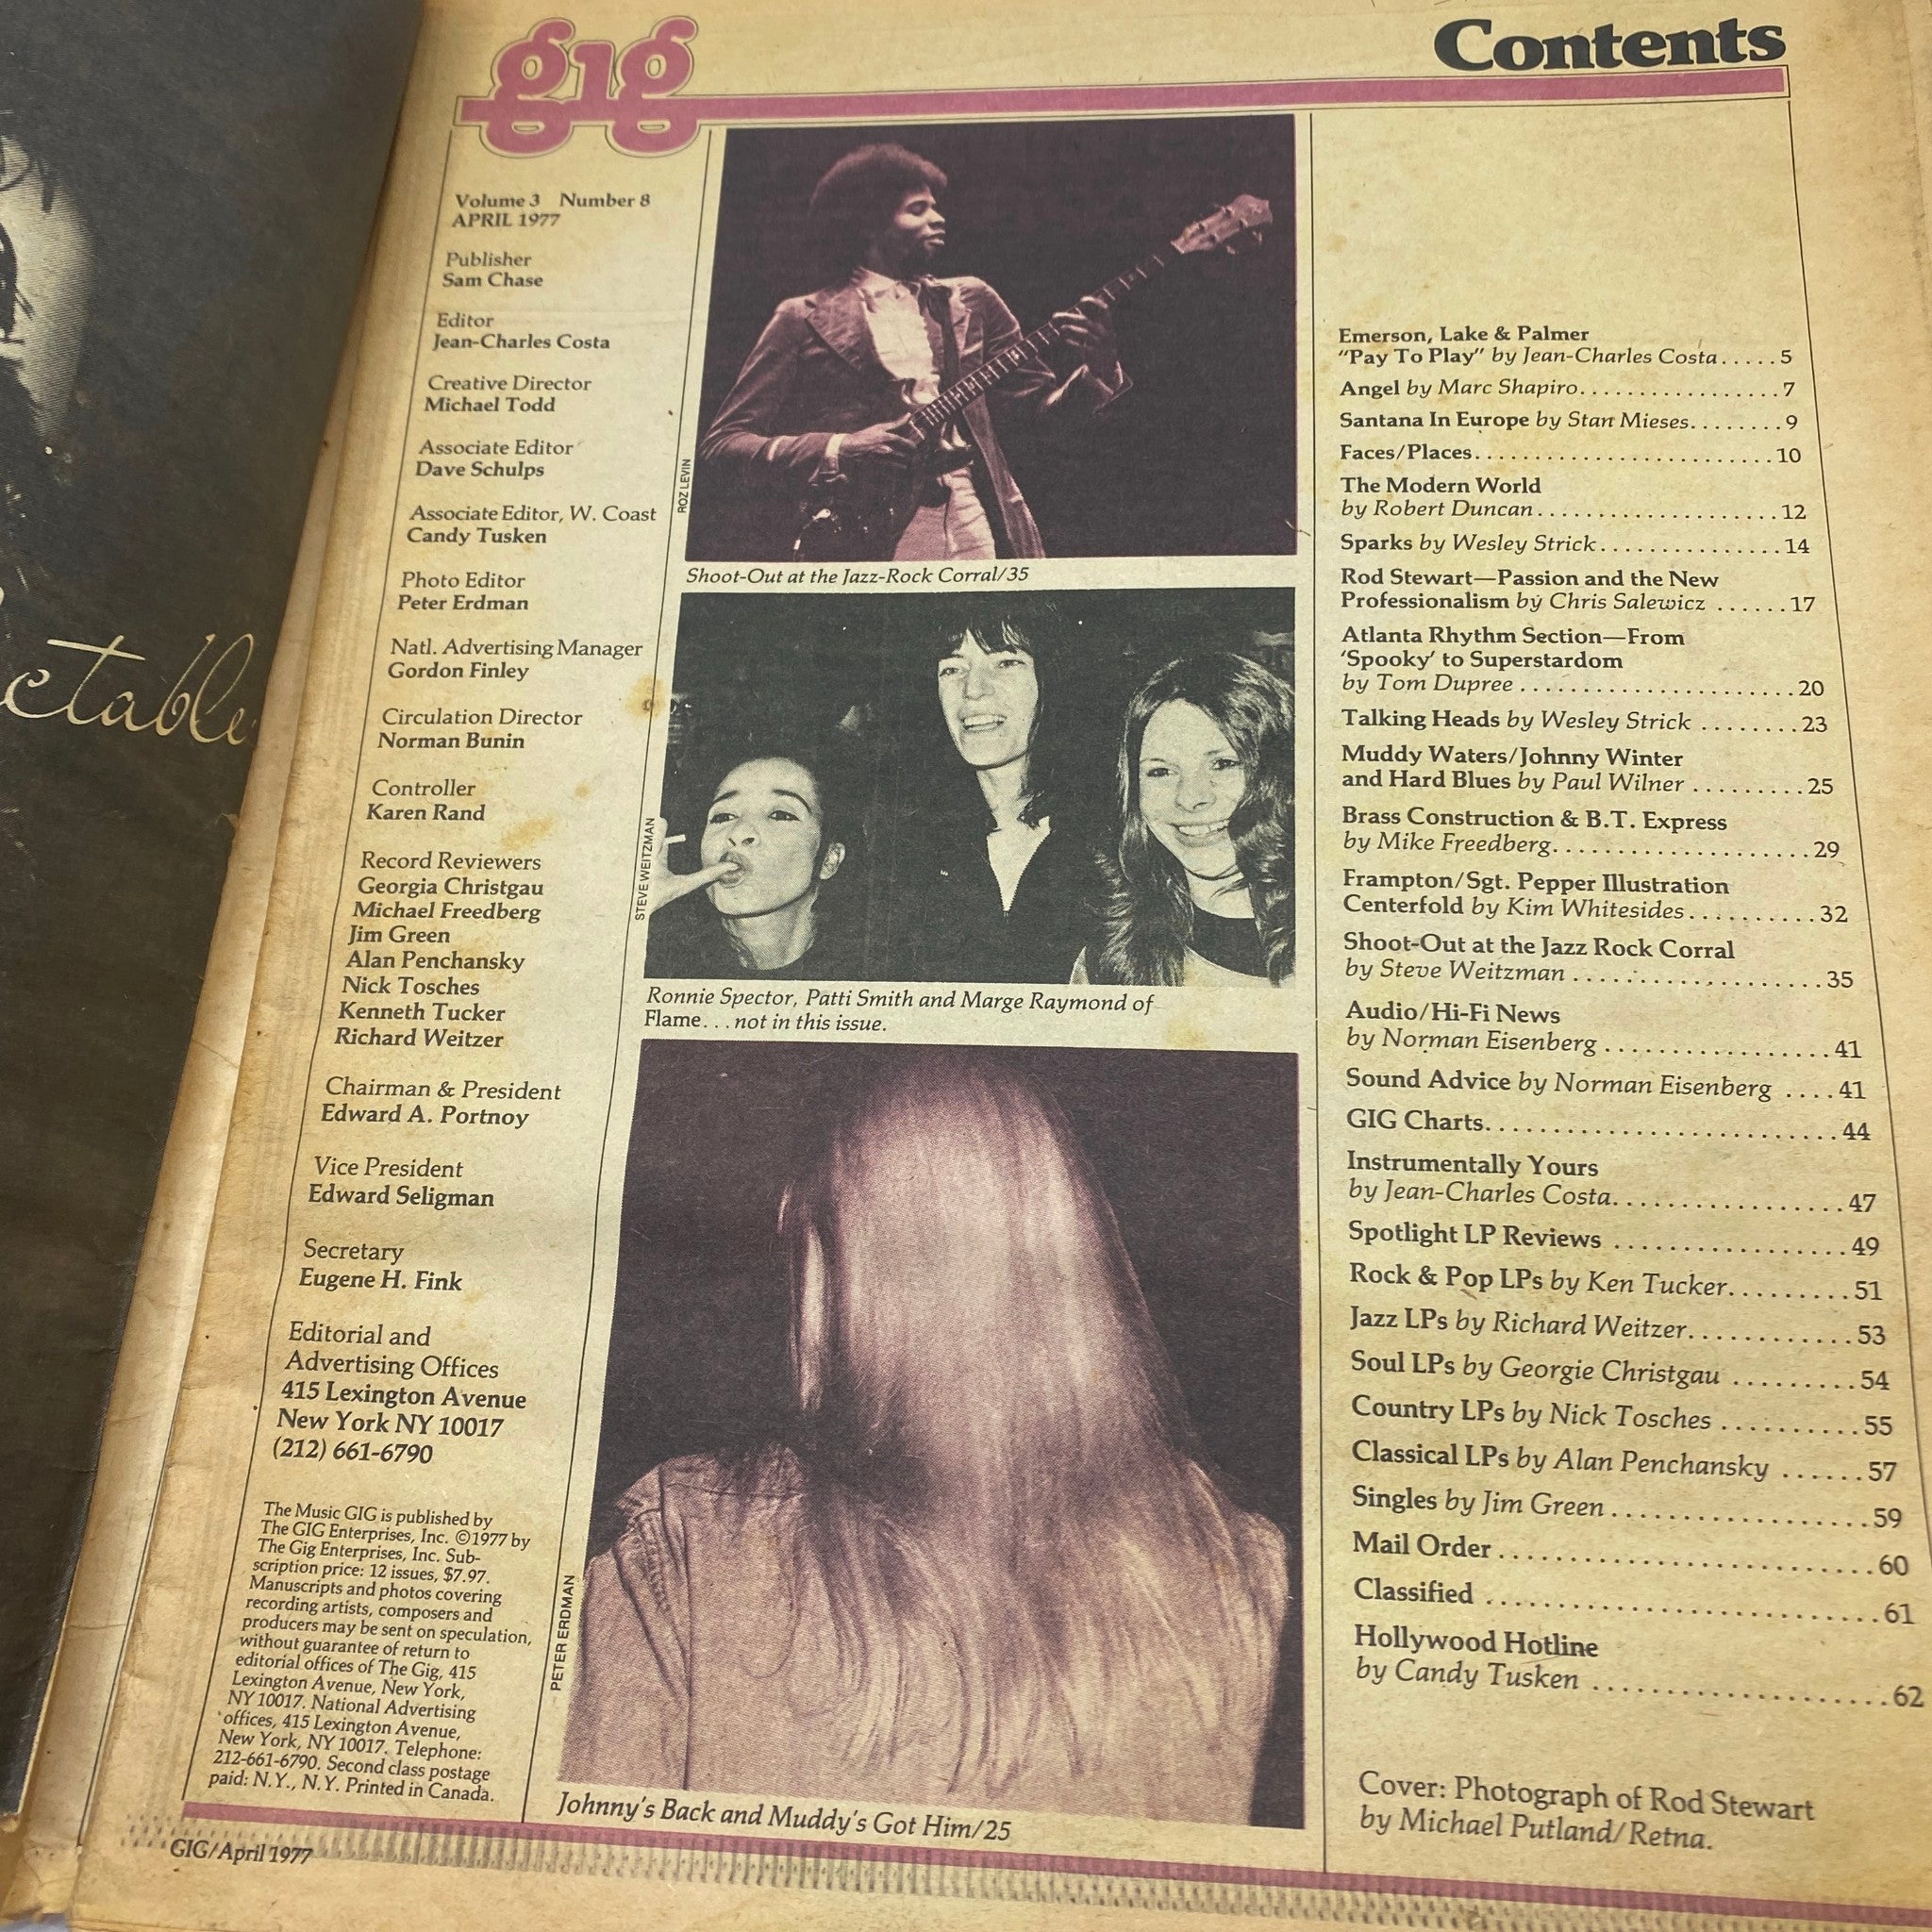 ctable
gig
Contents
Volume 3 Number 8
APRIL 1977
Publisher
Sam Chase
Editor
Jean-Charles Costa
Creative Director
Michael Todd
Associate Editor
Dave Schulps
Associate Editor, W. Coast
Candy Tusken
Photo Editor
Peter Erdman
Natl. Advertising Manager
Gordon Finley
Circulation Director
Norman Bunin
Controller
Karen Rand
Record Reviewers
Georgia Christgau
Michael Freedberg
Jim Green
Alan Penchansky
Nick Tosches
Kenneth Tucker
Richard Weitzer
Chairman & President
Edward A. Portnoy
Vice President
Edward Seligman
Secretary
Eugene H. Fink
Editorial and
Advertising Offices
415 Lexington Avenue
New York NY 10017
(212) 661-6790
The Music GIG is published by
The GIG Enterprises, Inc. ©1977 by
The Gig Enterprises, Inc. Sub-
scription price: 12 issues, $7.97.
Manuscripts and photos covering
recording artists, composers and
producers may be sent on speculation,
without guarantee of return to
editorial offices of The Gig, 415
Lexington Avenue, New York,
NY 10017. National Advertising
offices, 415 Lexington Avenue,
New York, NY 10017. Telephone:
212-661-6790. Second class postage
paid: N.Y., N.Y. Printed in Canada.
GIG/April 1977
ROZ LEVIN
Shoot-Out at the Jazz-Rock Corral/35
STEVE WEITZMAN
Ronnie Spector, Patti Smith and Marge Raymond of
Flame...not in this issue.
PETER ERDMAN
Johnny's Back and Muddy's Got Him/25
Emerson, Lake & Palmer
"Pay To Play" by Jean-Charles Costa.....5
Angel by Marc Shapiro.................7
Santana In Europe by Stan Mieses........9
Faces/Places.........................10
The Modern World
by Robert Duncan....................12
Sparks by Wesley Strick...............14
Rod Stewart—Passion and the New
Professionalism by Chris Salewicz ......17
Atlanta Rhythm Section—From
'Spooky' to Superstardom
by Tom Dupree .......................20
Talking Heads by Wesley Strick ........23
Muddy Waters/Johnny Winter
and Hard Blues by Paul Wilner .........25
Brass Construction & B.T. Express
by Mike Freedberg.....................29
Frampton/Sgt. Pepper Illustration
Centerfold by Kim Whitesides..........32
Shoot-Out at the Jazz Rock Corral
by Steve Weitzman ....................35
Audio/Hi-Fi News
by Norman Eisenberg ..................41
Sound Advice by Norman Eisenberg ....41
GIG Charts............................44
Instrumentally Yours
by Jean-Charles Costa..................47
Spotlight LP Reviews ..................49
Rock & Pop LPs by Ken Tucker.........51
Jazz LPs by Richard Weitzer............53
Soul LPs by Georgie Christgau .........54
Country LPs by Nick Tosches ..........55
Classical LPs by Alan Penchansky ......57
Singles by Jim Green ...................59
Mail Order............................60
Classified .............................61
Hollywood Hotline
by Candy Tusken ......................62
Cover: Photograph of Rod Stewart
by Michael Putland/Retna.